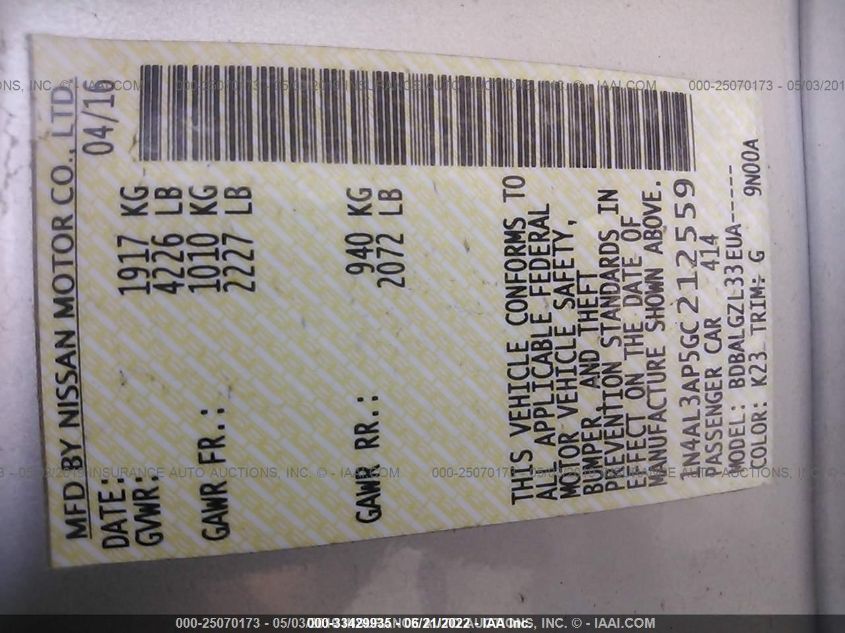 MFD BY NISSAN MOTOR CO., LTD.
DATE: 04/16
GVWR: 1917 KG
4226 LB
GAWR FR.: 1010 KG
2227 LB
GAWR RR.: 940 KG
2072 LB
THIS VEHICLE CONFORMS TO
ALL APPLICABLE FEDERAL
MOTOR VEHICLE SAFETY,
BUMPER, AND THEFT
PREVENTION STANDARDS IN
EFFECT ON THE DATE OF
MANUFACTURE SHOWN ABOVE.
1N4AL3AP5GC212559
PASSENGER CAR 414
MODEL: BDBALGZL33EUA-----
COLOR: K23 TRIM: G 9N00A
000-25070173 - 05/03/2019
INSURANCE AUTO AUCTIONS, INC. © - IAAI.COM
000-33429935 - 06/21/2022 - IAA Inc.